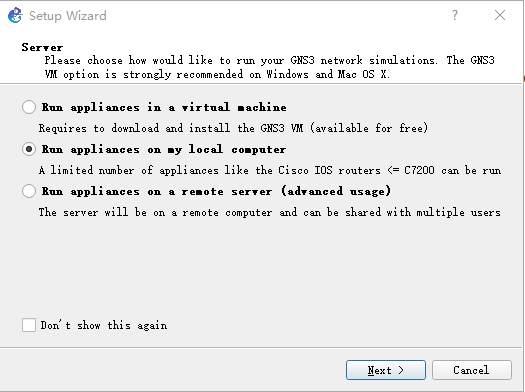 Setup Wizard
?
Server
Please choose how would like to run your GNS3 network simulations. The GNS3
VM option is strongly recommended on Windows and Mac OS X.
Run appliances in a virtual machine
Requires to download and install the GNS3 VM (available for free)
Run appliances on my local computer
A limited number of appliances like the Cisco IOS routers <= C7200 can be run
Run appliances on a remote server (advanced usage)
The server will be on a remote computer and can be shared with multiple users
Don't show this again
Next >
Cancel